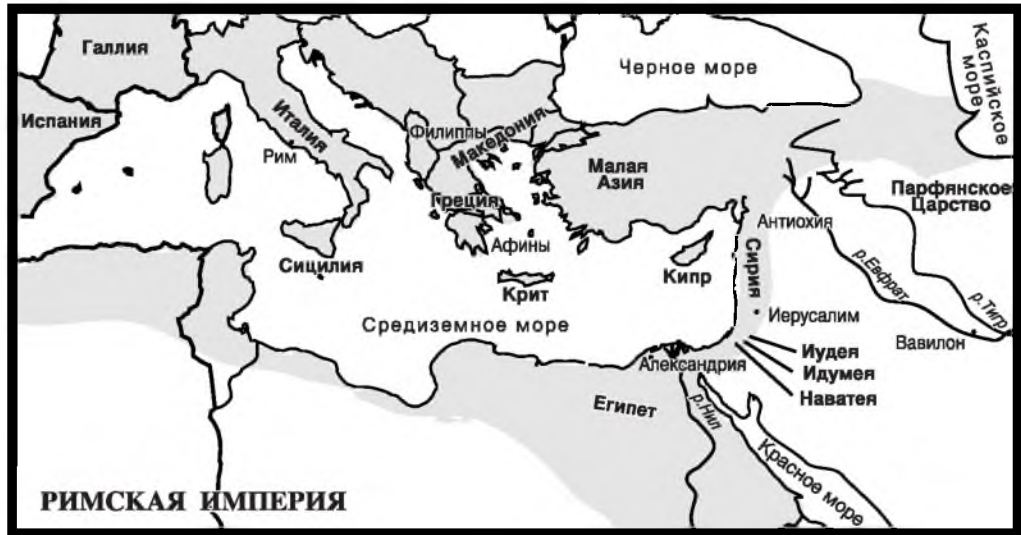 Галлия
Черное море
Каспийское
море
Испания
Италия
Филиппы
Македония
Рим
Малая
Азия
Парфянское
Царство
Греция
Антиохия
Афины
Сицилия
Кипр
Сирия
р.Евфрат
р.Тигр
Крит
Средиземное море
Иерусалим
Вавилон
Иудея
Александрия
Идумея
Наватея
Египет
р.Нил
Красное море
РИМСКАЯ ИМПЕРИЯ